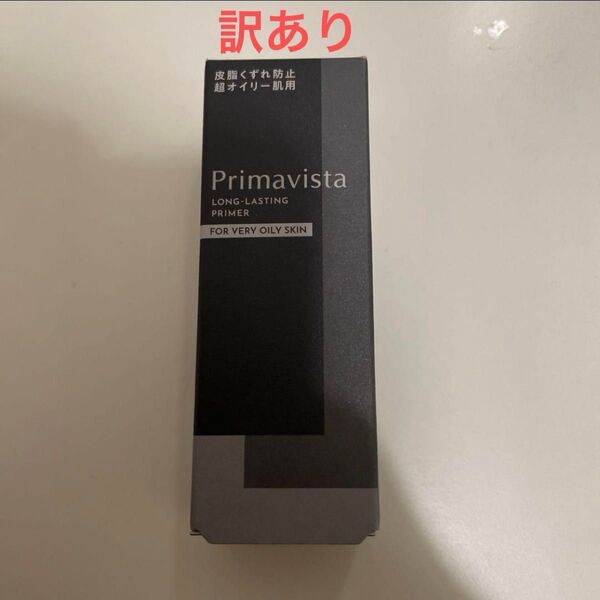 訳あり
皮脂くずれ防止
超オイリー肌用
Primavista
LONG-LASTING
PRIMER
FOR VERY OILY SKIN